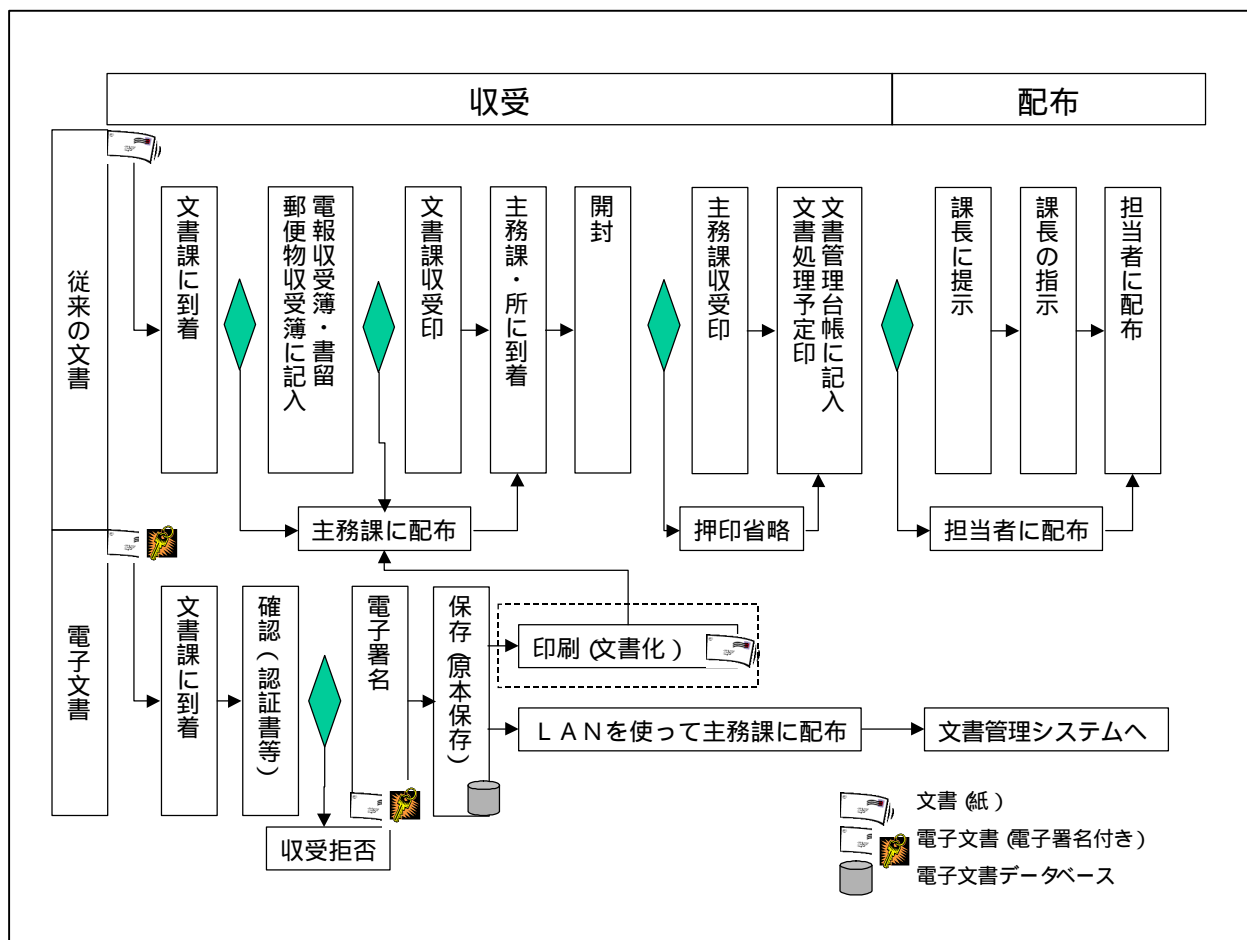 収受
配布
従来の文書
文書課に到着
電報収受簿・書留
郵便物収受簿に記入
文書課収受印
主務課・所に到着
開封
主務課収受印
文書管理台帳に記入
文書処理予定印
課長に提示
課長の指示
担当者に配布
主務課に配布
押印省略
担当者に配布
電子文書
文書課に到着
確認(認証書等)
電子署名
保存(原本保存)
印刷(文書化)
LANを使って主務課に配布
文書管理システムへ
収受拒否
文書(紙)
電子文書(電子署名付き)
電子文書データベース